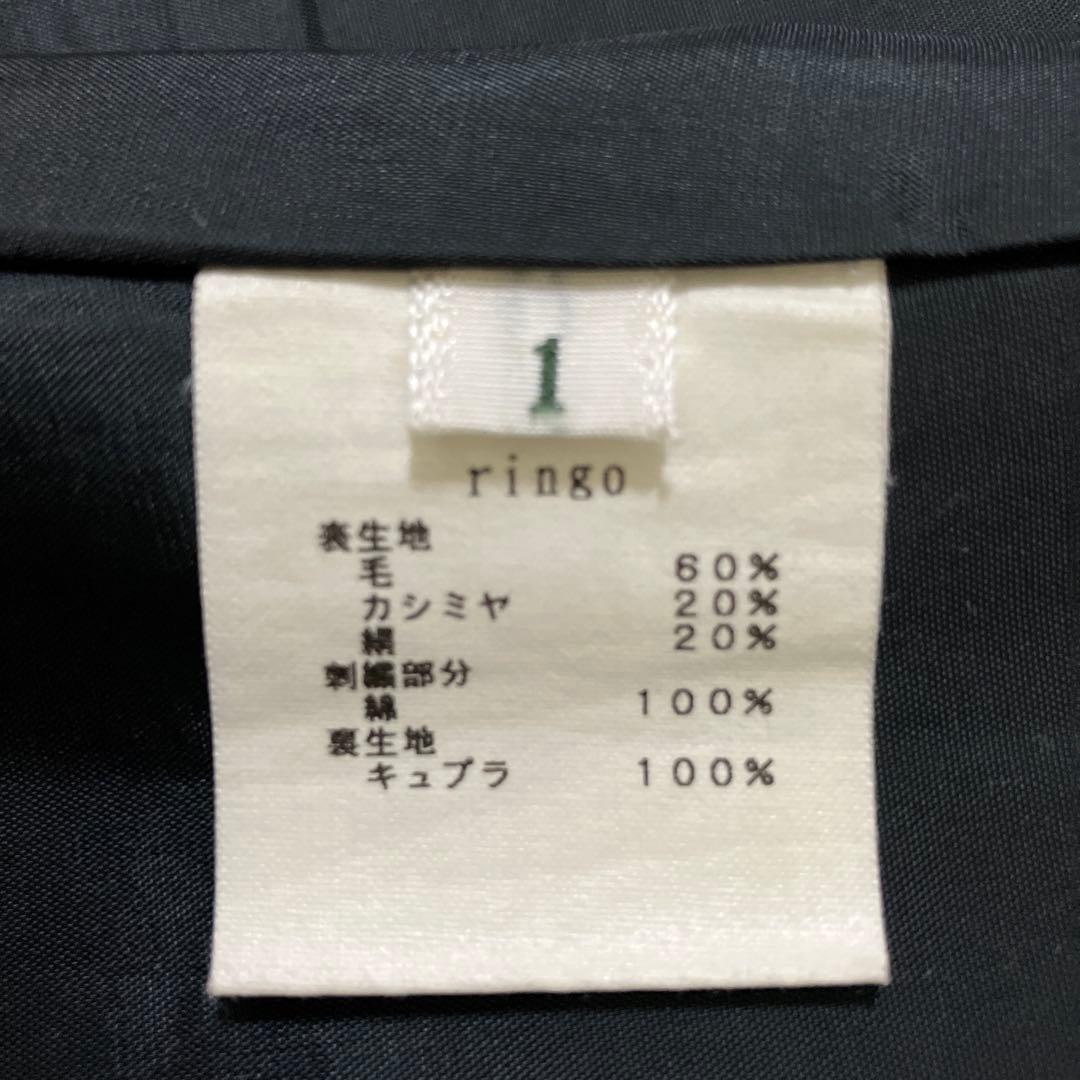 1
ringo
表生地
毛 60%
カシミヤ 20%
絹 20%
刺繍部分
綿 100%
裏生地
キュプラ 100%